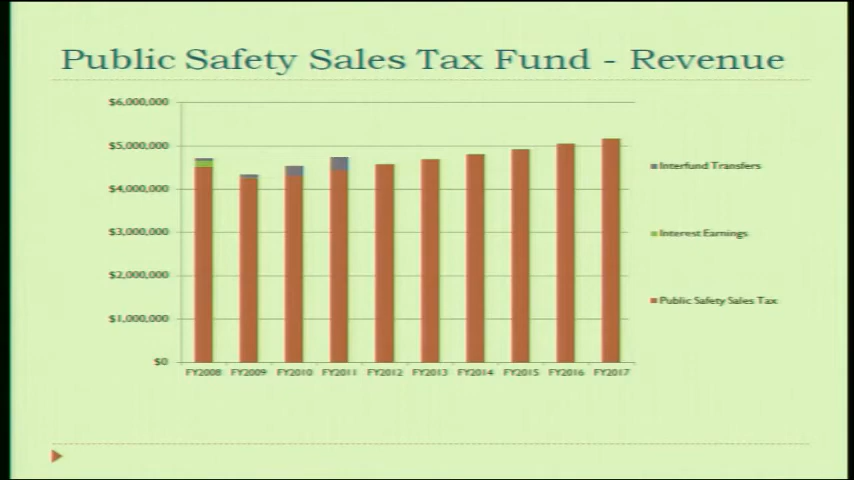 Public Safety Sales Tax Fund - Revenue
$6,000,000
$5,000,000
$4,000,000
$3,000,000
$2,000,000
$1,000,000
$0
FY2008 FY2009 FY2010 FY2011 FY2012 FY2013 FY2014 FY2015 FY2016 FY2017
Interfund Transfers
Interest Earnings
Public Safety Sales Tax